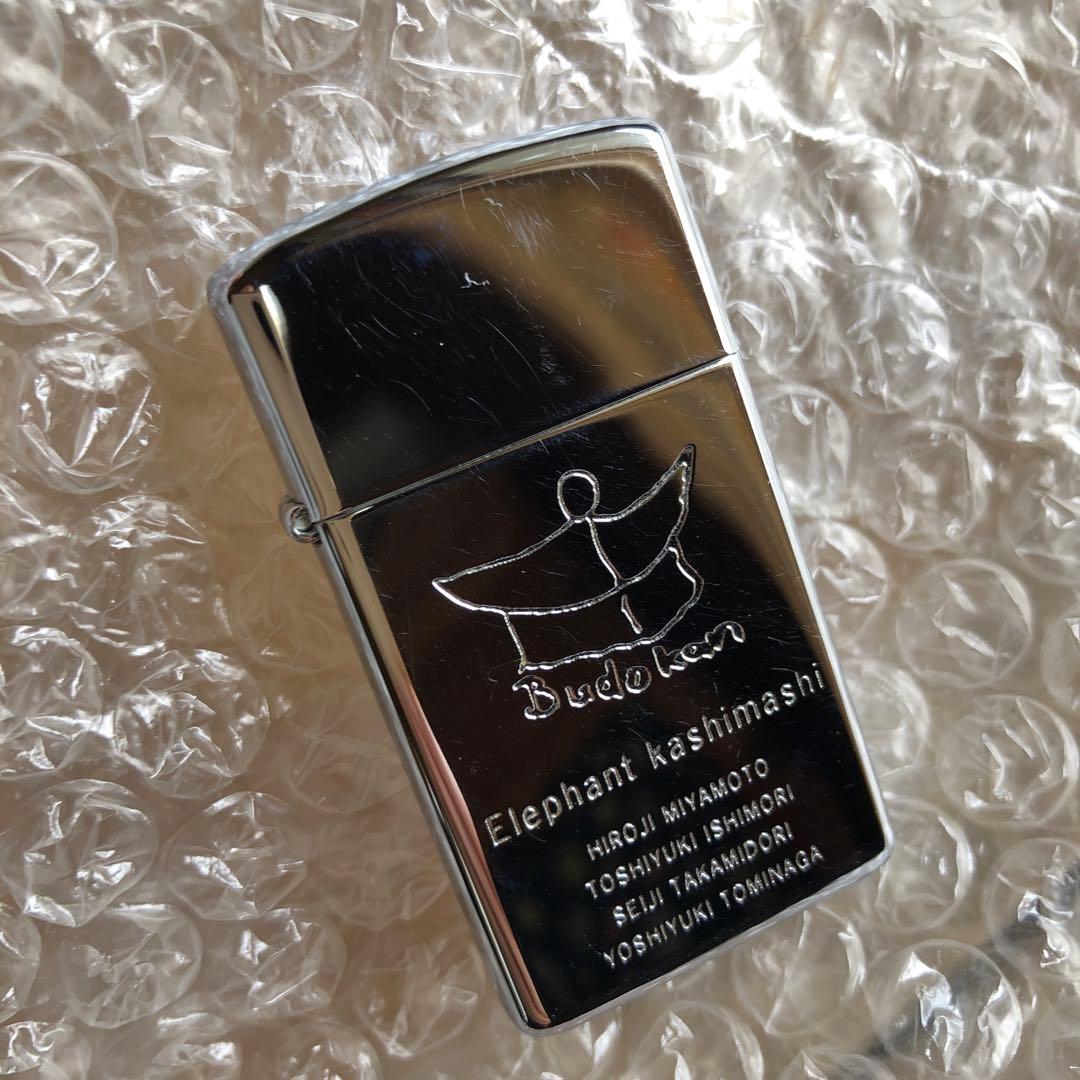 Budokan
Elephant kashimashi
HIROJI MIYAMOTO
TOSHIYUKI ISHIMORI
SEIJI TAKAMIDORI
YOSHIYUKI TOMINAGA